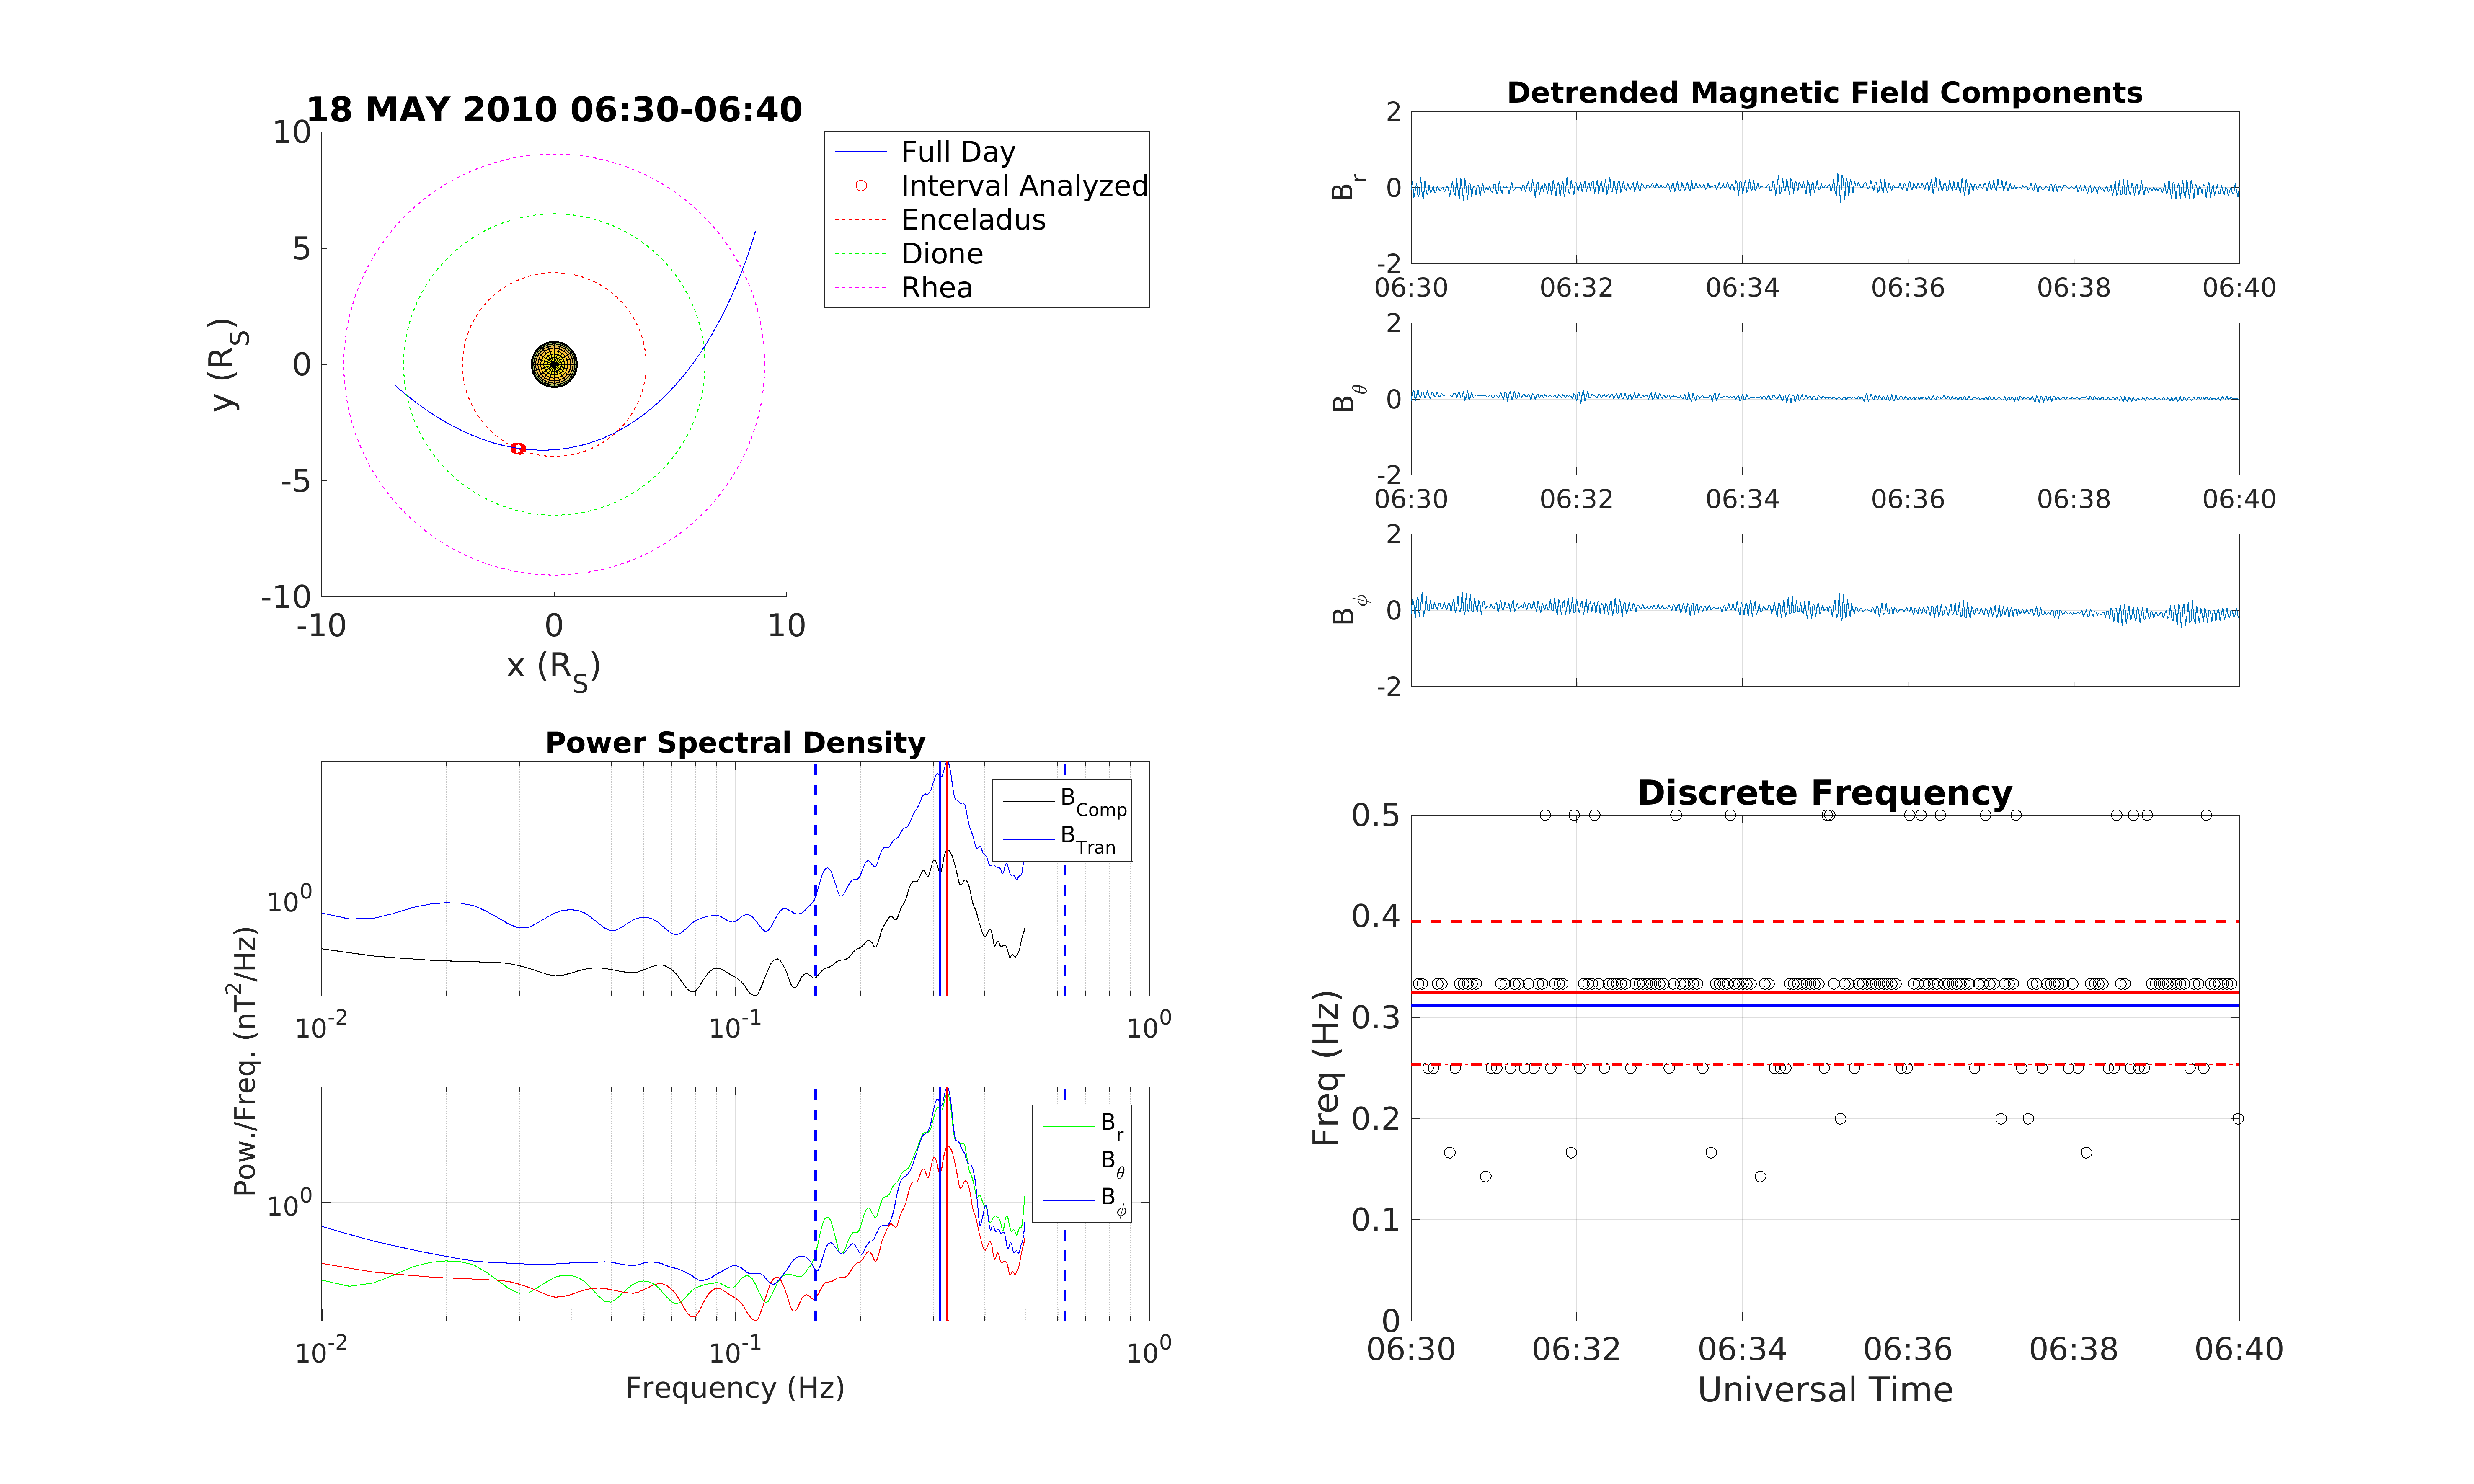 18 MAY 2010 06:30-06:40
10
5
0
-5
-10
-10 0 10
y (R_S)
x (R_S)
Full Day
Interval Analyzed
Enceladus
Dione
Rhea
Detrended Magnetic Field Components
2
0
-2
B_r
06:30 06:32 06:34 06:36 06:38 06:40
2
0
-2
B_θ
06:30 06:32 06:34 06:36 06:38 06:40
2
0
-2
B_ϕ
Power Spectral Density
10^0
B_Comp
B_Tran
10^-2 10^-1 10^0
Pow./Freq. (nT^2/Hz)
10^0
B_r
B_θ
B_ϕ
10^-2 10^-1 10^0
Frequency (Hz)
Discrete Frequency
0.5
0.4
0.3
0.2
0.1
0
Freq (Hz)
06:30 06:32 06:34 06:36 06:38 06:40
Universal Time